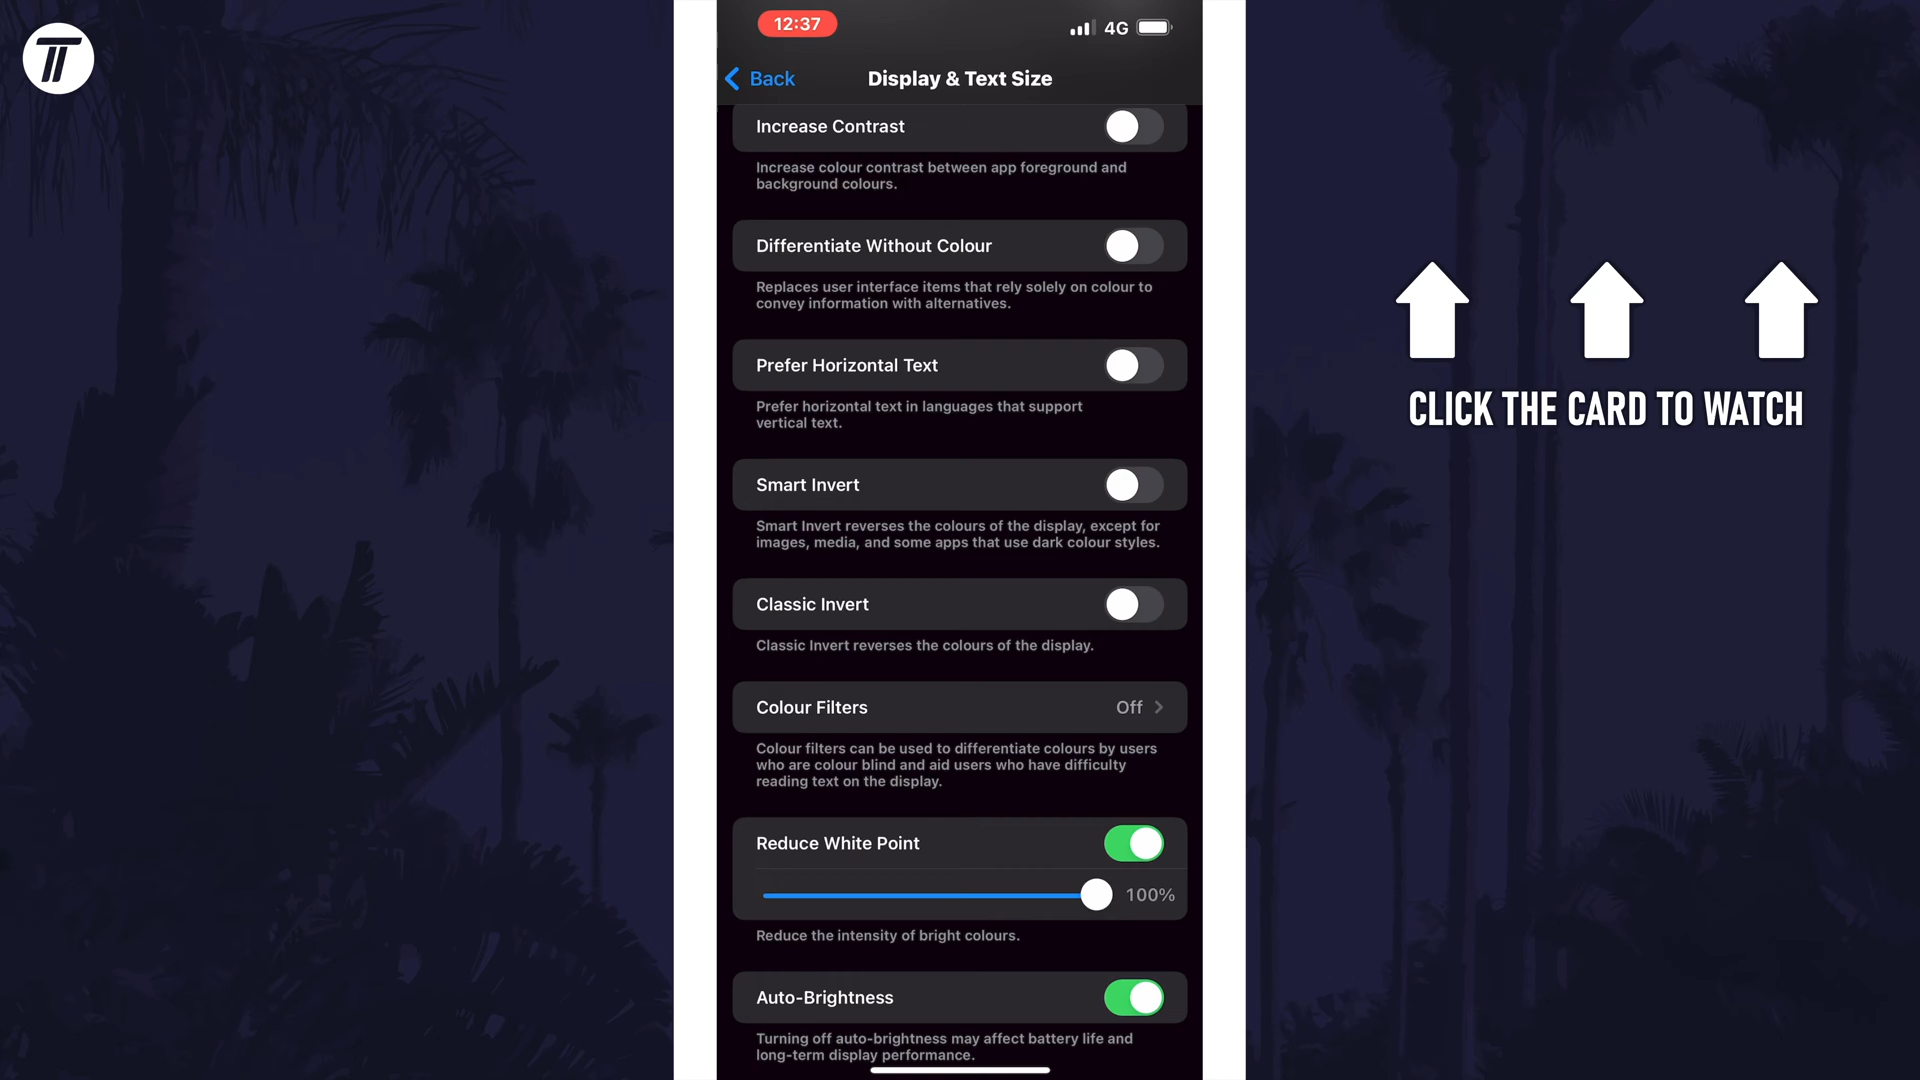 12:37
4G
Back
Display & Text Size
Increase Contrast
Increase colour contrast between app foreground and
background colours.
Differentiate Without Colour
Replaces user interface items that rely solely on colour to
convey information with alternatives.
Prefer Horizontal Text
Prefer horizontal text in languages that support
vertical text.
Smart Invert
Smart Invert reverses the colours of the display, except for
images, media, and some apps that use dark colour styles.
Classic Invert
Classic Invert reverses the colours of the display.
Colour Filters
Off
Colour filters can be used to differentiate colours by users
who are colour blind and aid users who have difficulty
reading text on the display.
Reduce White Point
100%
Reduce the intensity of bright colours.
Auto-Brightness
Turning off auto-brightness may affect battery life and
long-term display performance.
CLICK THE CARD TO WATCH